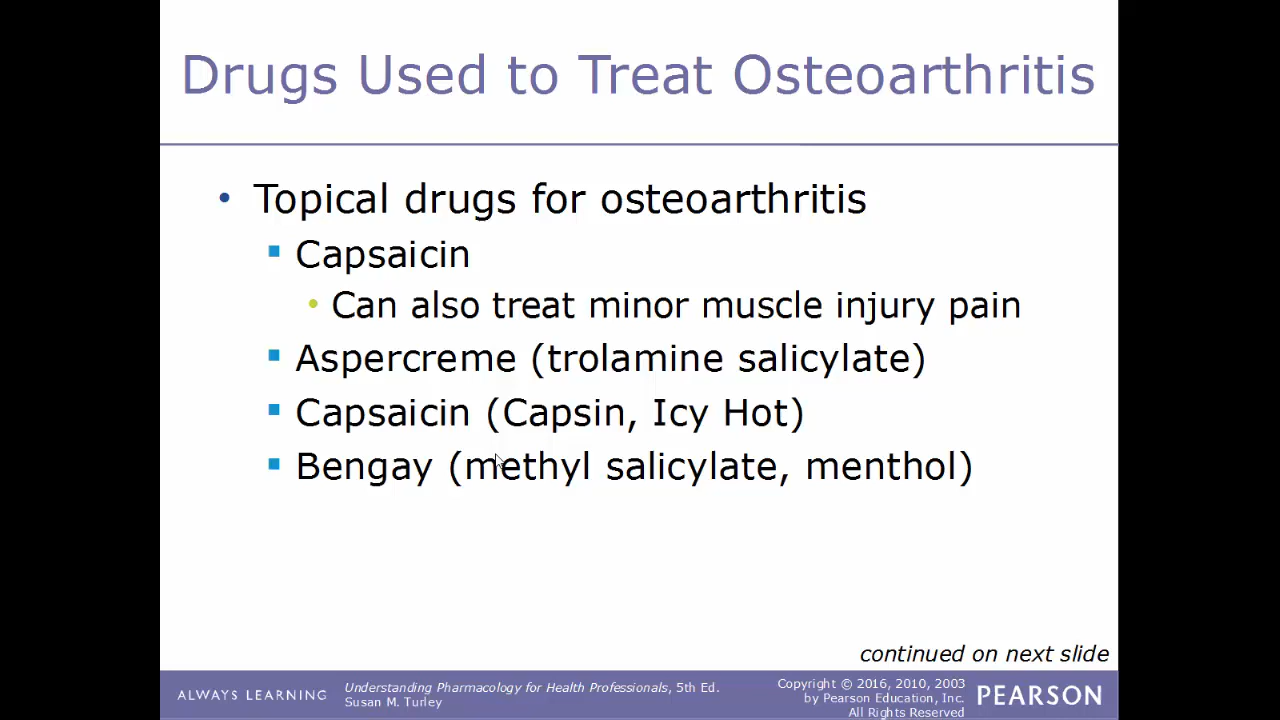 Drugs Used to Treat Osteoarthritis
• Topical drugs for osteoarthritis
▪ Capsaicin
• Can also treat minor muscle injury pain
▪ Aspercreme (trolamine salicylate)
▪ Capsaicin (Capsin, Icy Hot)
▪ Bengay (methyl salicylate, menthol)
continued on next slide
ALWAYS LEARNING
Understanding Pharmacology for Health Professionals, 5th Ed.
Susan M. Turley
Copyright © 2016, 2010, 2003
by Pearson Education, Inc.
All Rights Reserved
PEARSON